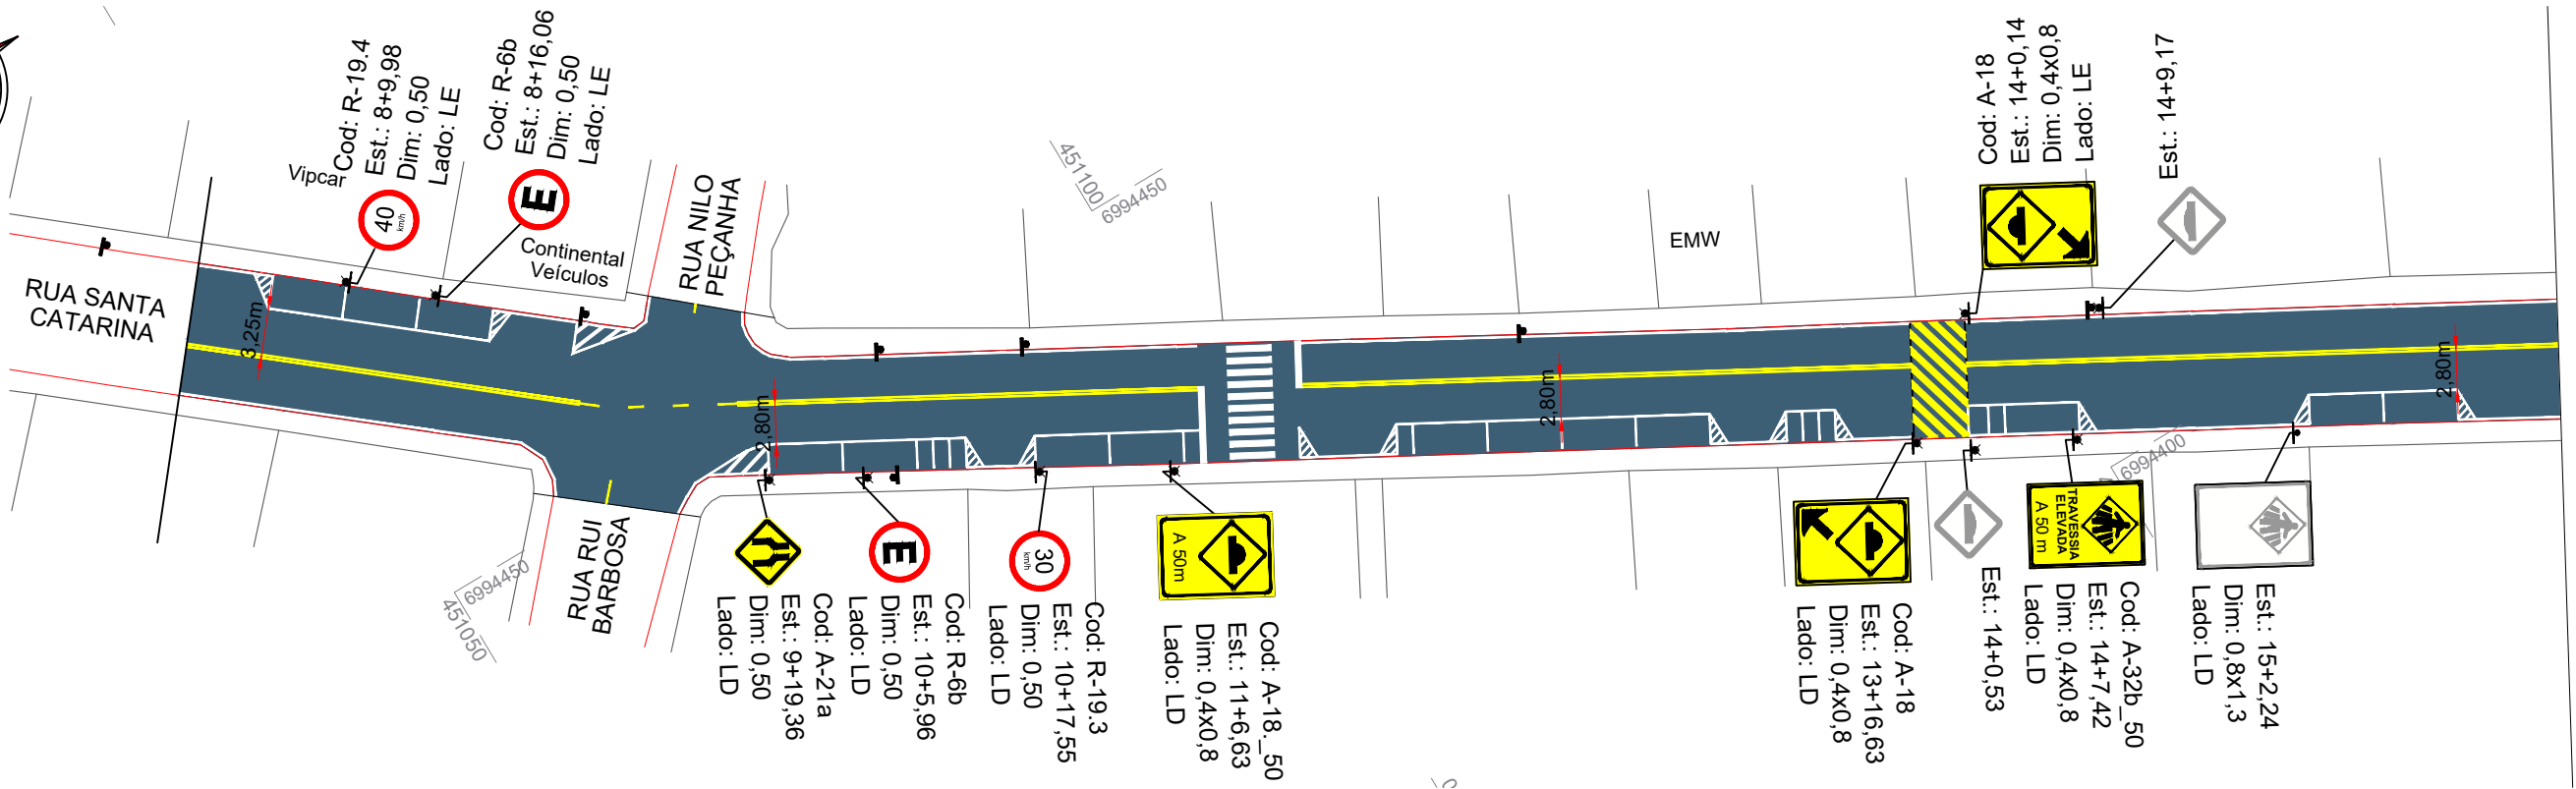 Cod: R-19.4
Est.: 8+9,98
Dim: 0,50
Lado: LE
40
km/h
Vipcar
Cod: R-6b
Est.: 8+16,06
Dim: 0,50
Lado: LE
E
Continental
Veículos
RUA NILO
PEÇANHA
RUA SANTA
CATARINA
3,25m
451100
6994450
EMW
Cod: A-18
Est.: 14+0,14
Dim: 0,4x0,8
Lado: LE
Est.: 14+9,17
2,80m
2,80m
2,80m
6994450
451050
RUA RUI
BARBOSA
Cod: A-21a
Est.: 9+19,36
Dim: 0,50
Lado: LD
E
Cod: R-6b
Est.: 10+5,96
Dim: 0,50
Lado: LD
30
km/h
Cod: R-19.3
Est.: 10+17,55
Dim: 0,50
Lado: LD
A 50m
Cod: A-18._50
Est.: 11+6,63
Dim: 0,4x0,8
Lado: LD
Cod: A-18
Est.: 13+16,63
Dim: 0,4x0,8
Lado: LD
Est.: 14+0,53
TRAVESSIA
ELEVADA
A 50 m
Cod: A-32b_50
Est.: 14+7,42
Dim: 0,4x0,8
Lado: LD
6994400
Est.: 15+2,24
Dim: 0,8x1,3
Lado: LD